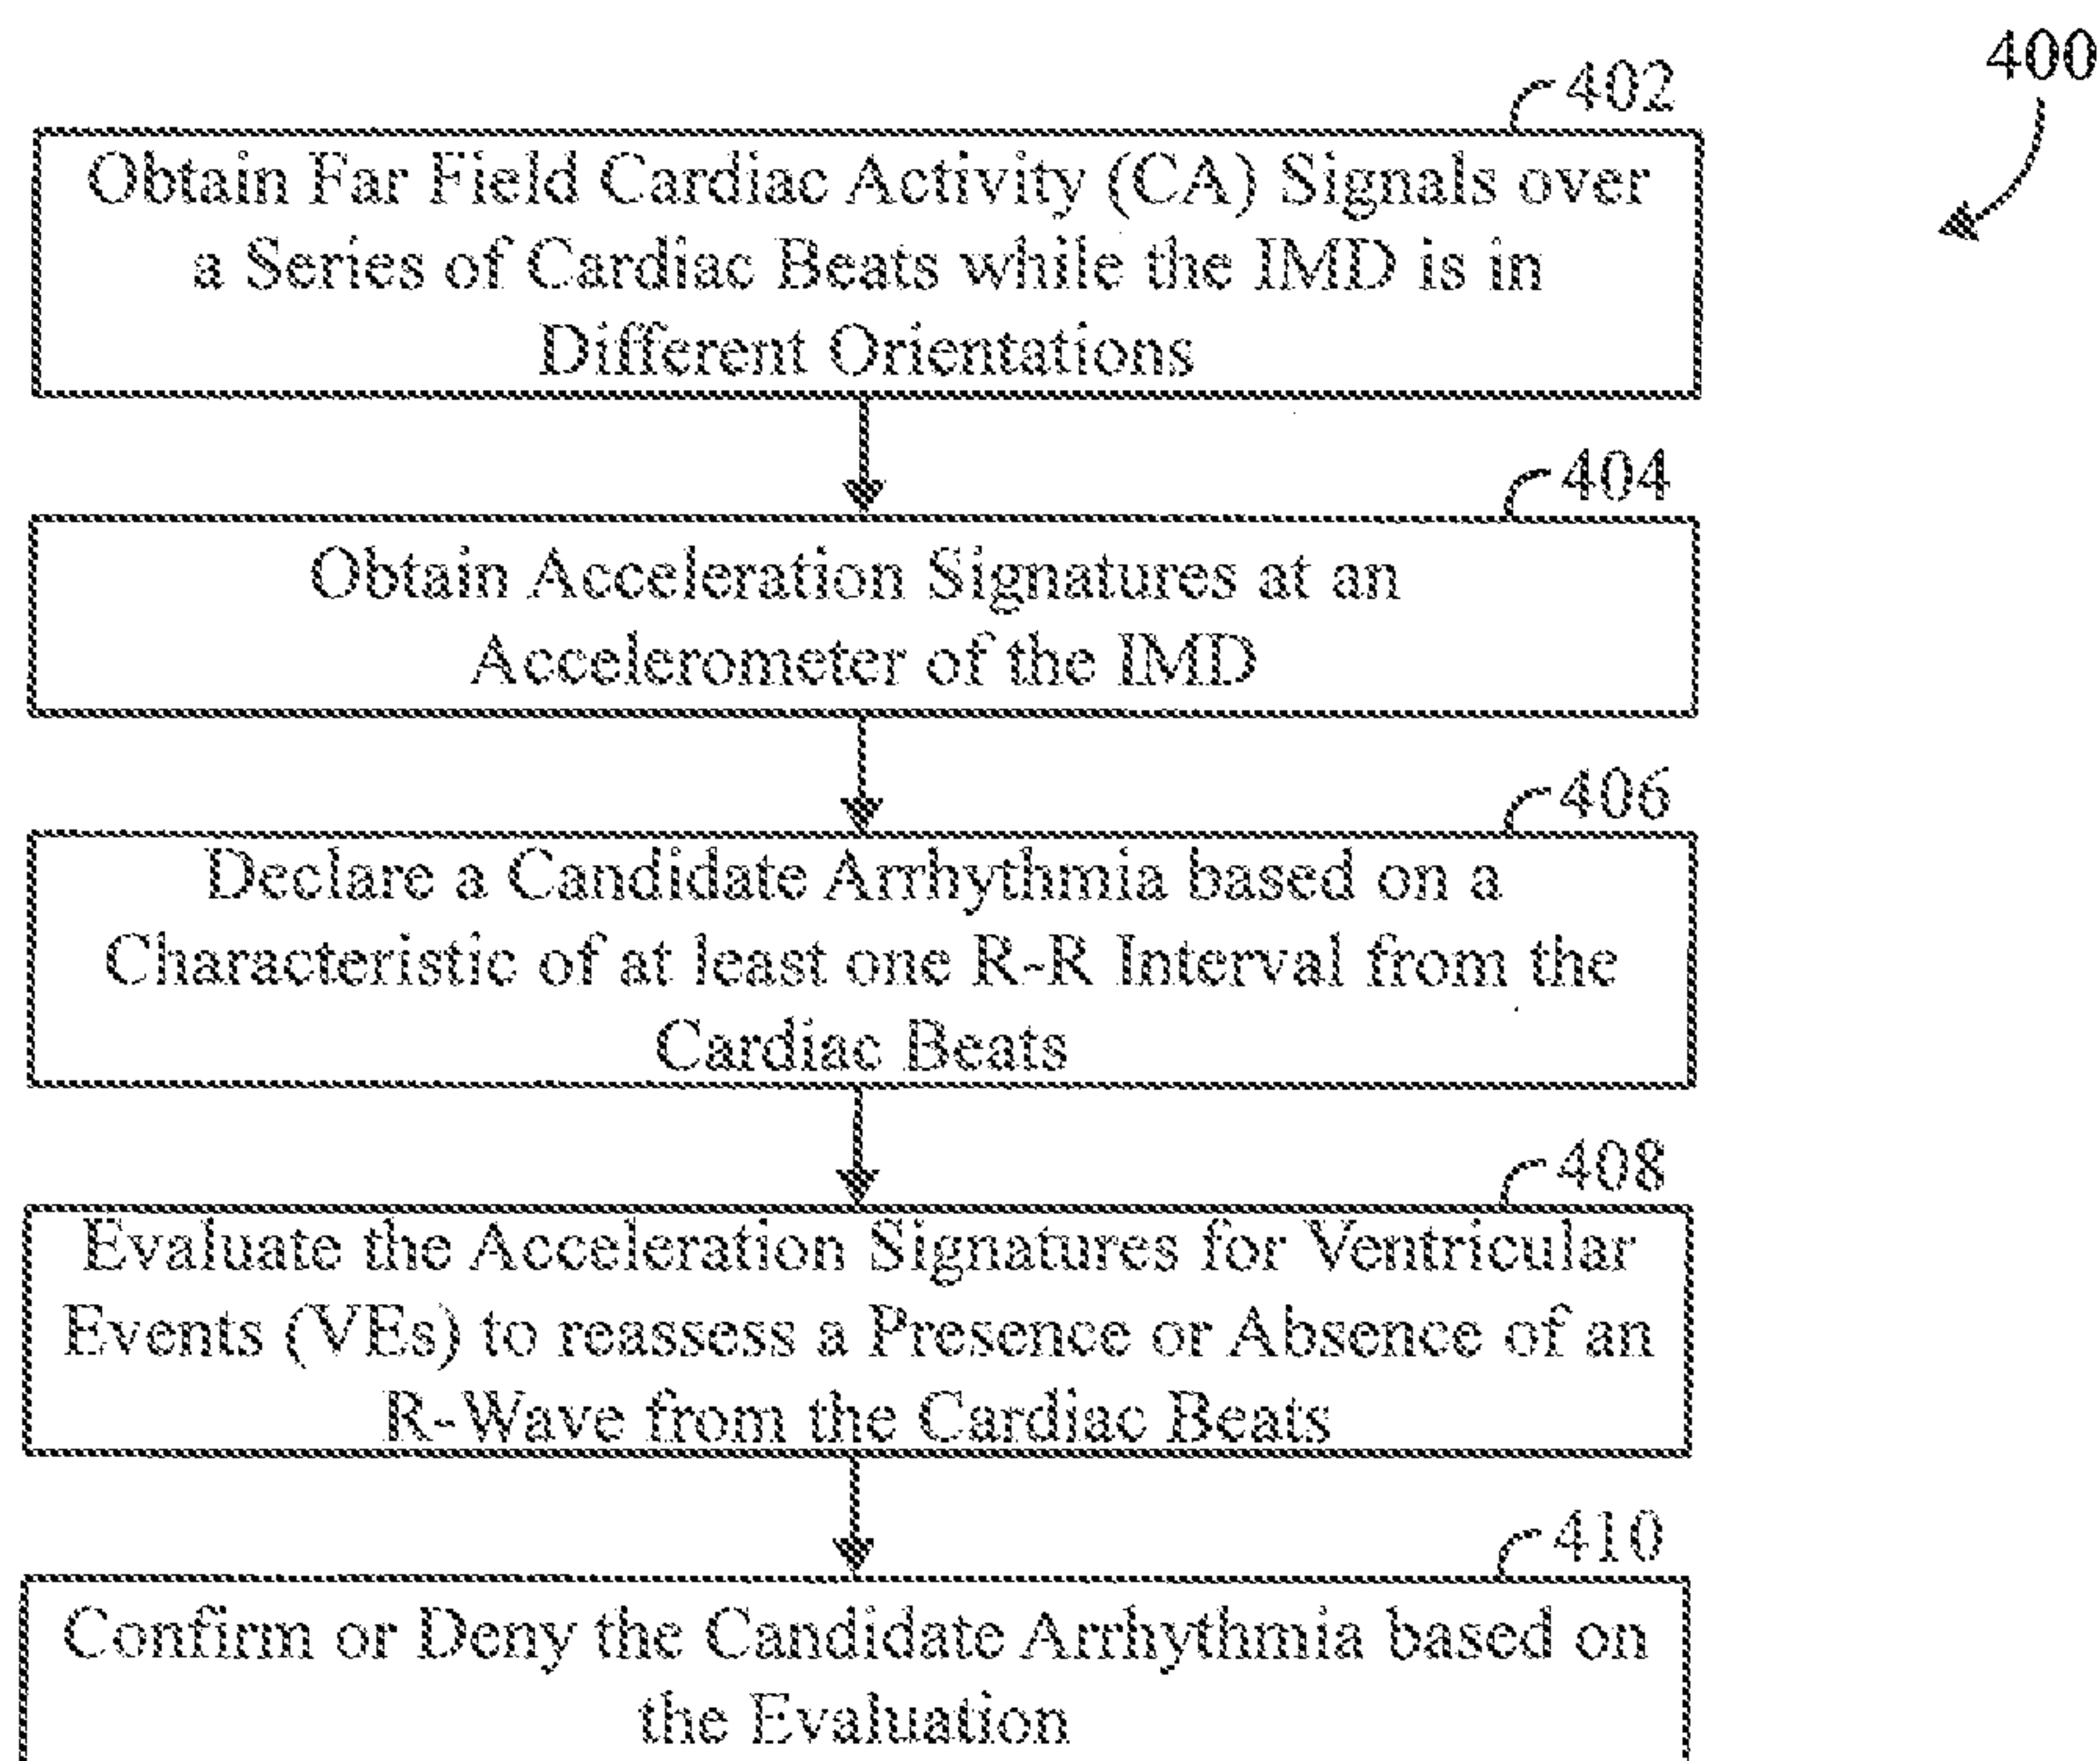 400
402
Obtain Far Field Cardiac Activity (CA) Signals over
a Series of Cardiac Beats while the IMD is in
Different Orientations
404
Obtain Acceleration Signatures at an
Accelerometer of the IMD
406
Declare a Candidate Arrhythmia based on a
Characteristic of at least one R-R Interval from the
Cardiac Beats
408
Evaluate the Acceleration Signatures for Ventricular
Events (VEs) to reassess a Presence or Absence of an
R-Wave from the Cardiac Beats
410
Confirm or Deny the Candidate Arrhythmia based on
the Evaluation